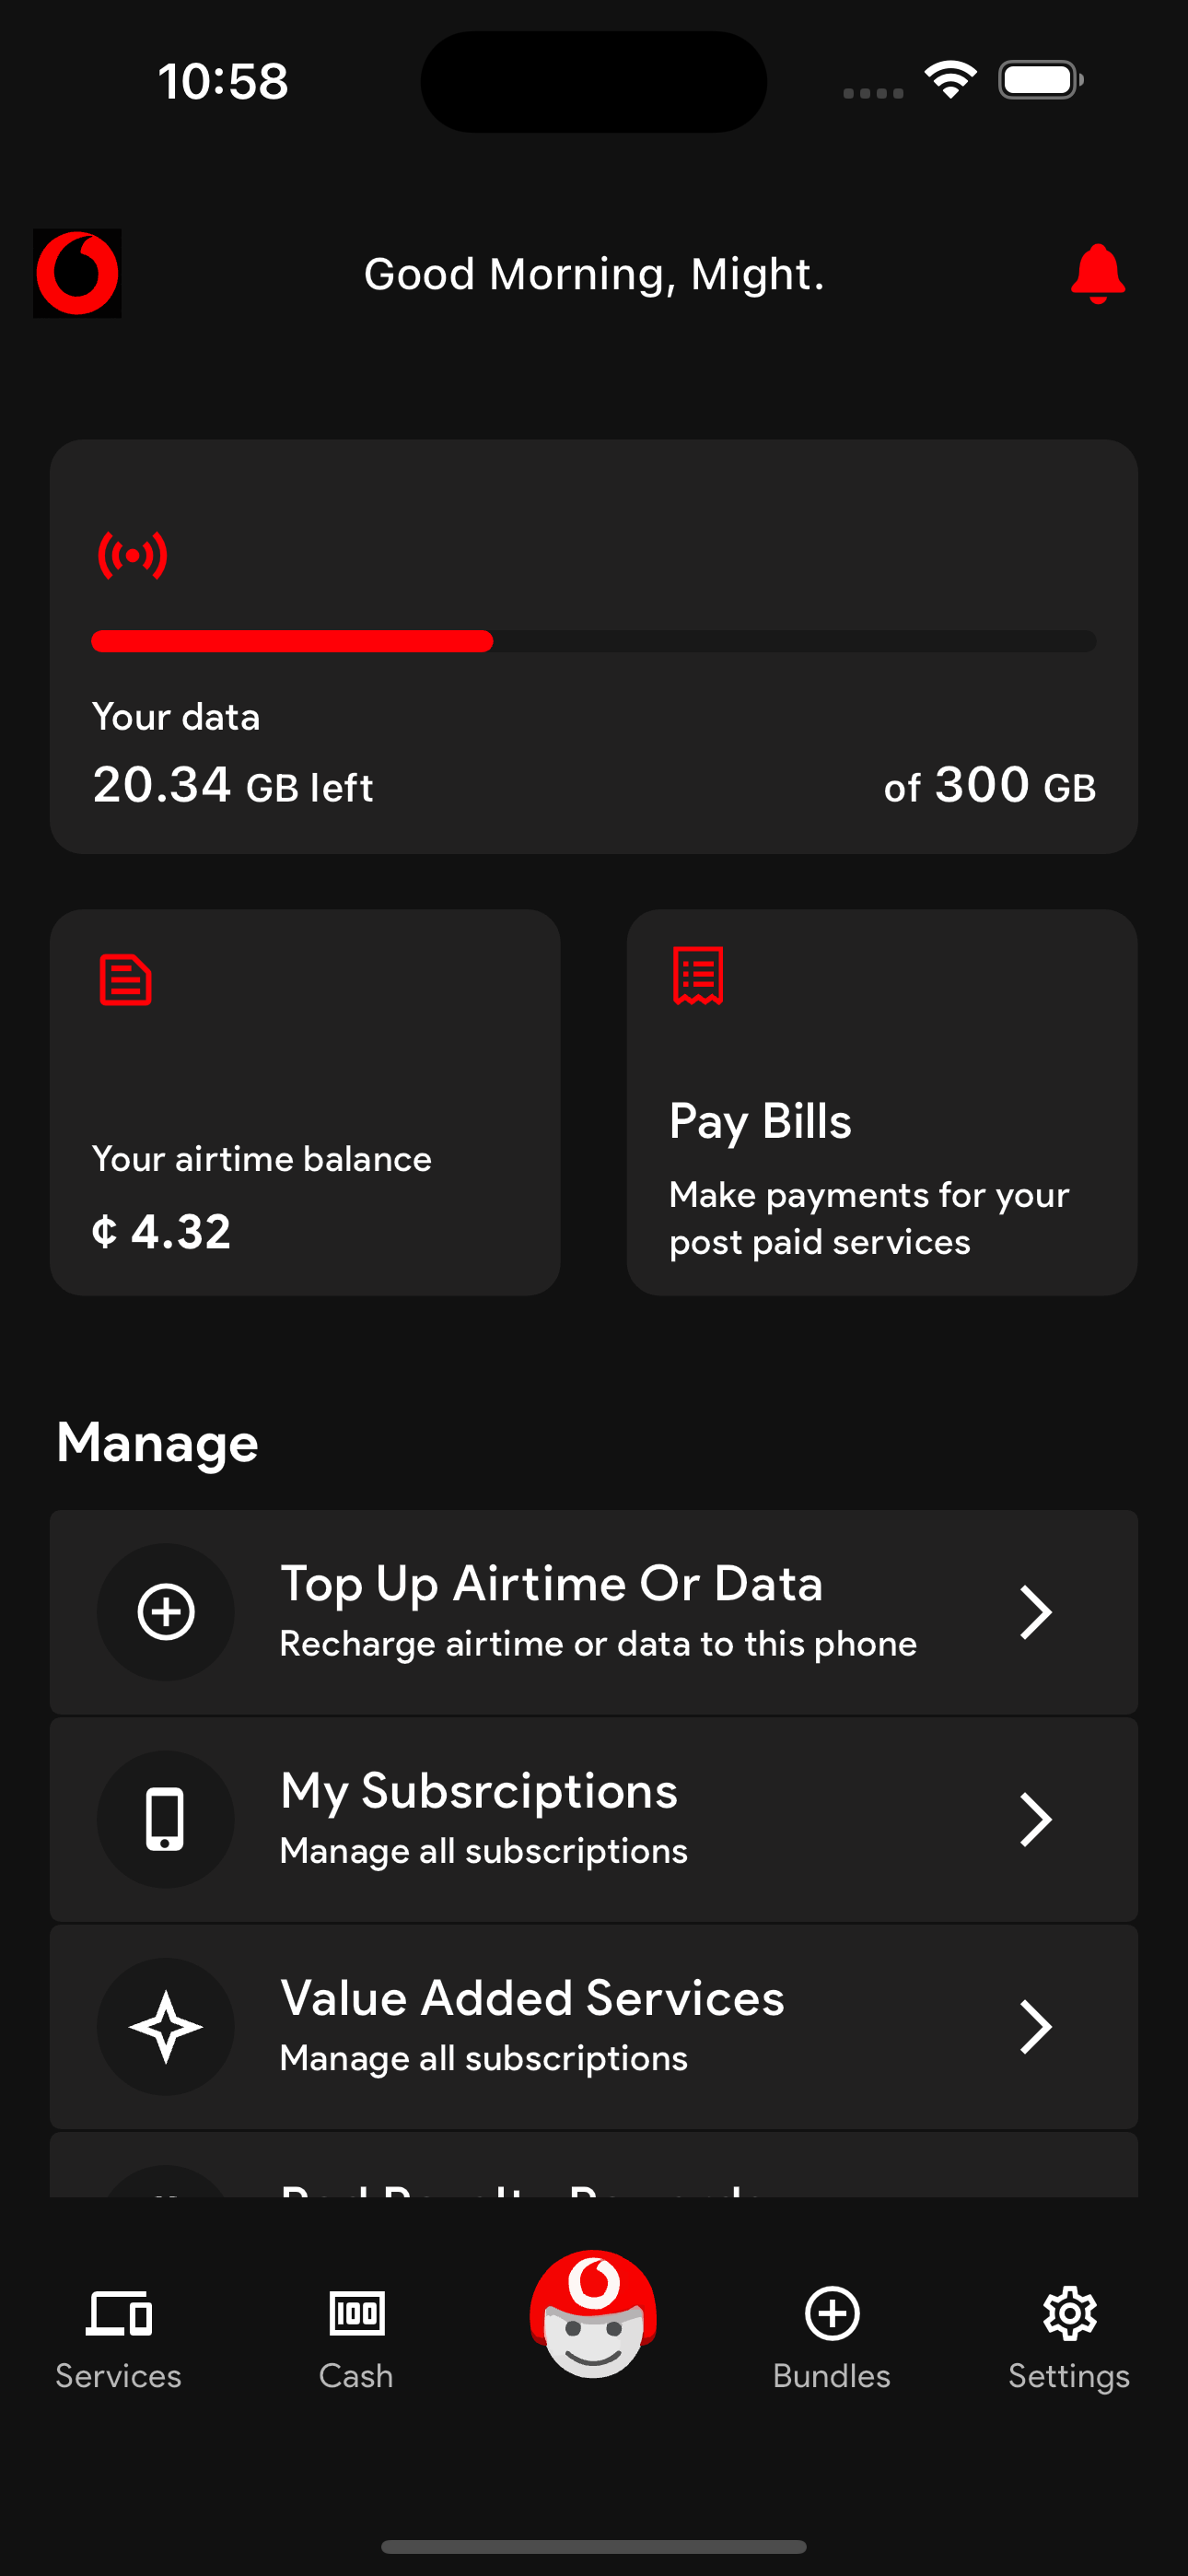 10:58
Good Morning, Might.
Your data
20.34 GB left
of 300 GB
Your airtime balance
¢ 4.32
Pay Bills
Make payments for your
post paid services
Manage
Top Up Airtime Or Data
Recharge airtime or data to this phone
My Subsrciptions
Manage all subscriptions
Value Added Services
Manage all subscriptions
100
Services
Cash
Bundles
Settings